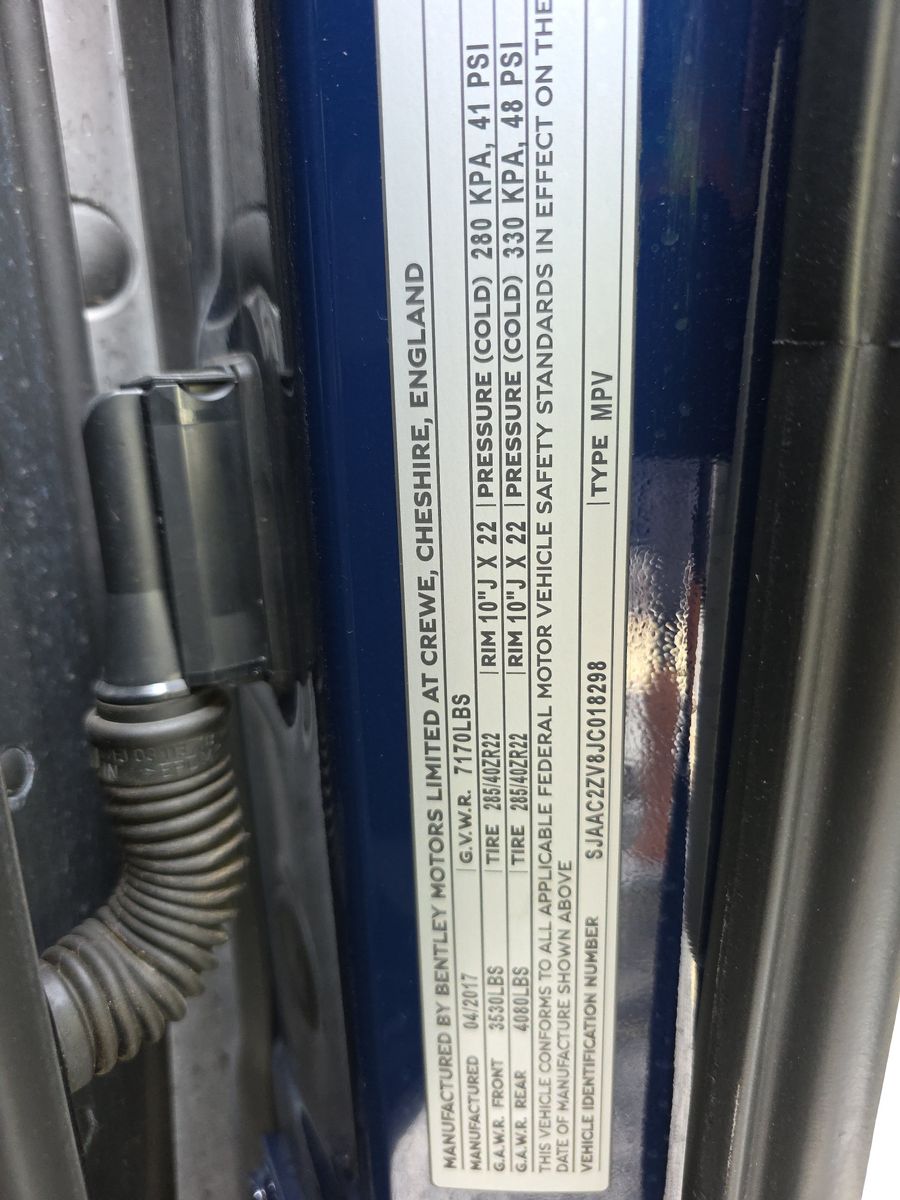 MANUFACTURED BY BENTLEY MOTORS LIMITED AT CREWE, CHESHIRE, ENGLAND
MANUFACTURED 04/2017 G.V.W.R. 7170LBS
G.A.W.R. FRONT 3530LBS TIRE 285/40ZR22 RIM 10"J X 22 PRESSURE (COLD) 280 KPA, 41 PSI
G.A.W.R. REAR 4080LBS TIRE 285/40ZR22 RIM 10"J X 22 PRESSURE (COLD) 330 KPA, 48 PSI
THIS VEHICLE CONFORMS TO ALL APPLICABLE FEDERAL MOTOR VEHICLE SAFETY STANDARDS IN EFFECT ON THE
DATE OF MANUFACTURE SHOWN ABOVE
VEHICLE IDENTIFICATION NUMBER SJAAC2ZV8JC018298 TYPE MPV